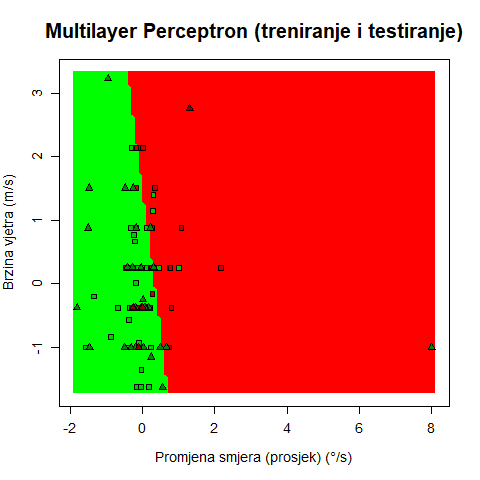 Multilayer Perceptron (treniranje i testiranje)
Brzina vjetra (m/s)
3
2
1
0
-1
-2 0 2 4 6 8
Promjena smjera (prosjek) (°/s)